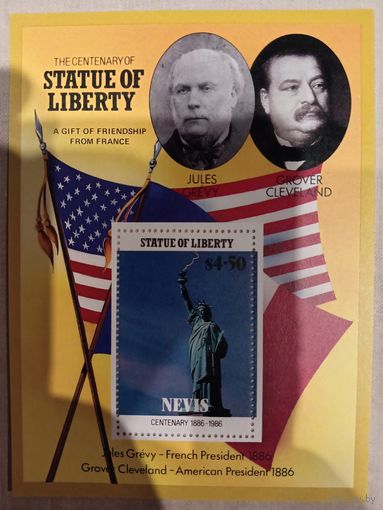 THE CENTENARY OF
STATUE OF
LIBERTY
A GIFT OF FRIENDSHIP
FROM FRANCE
JULES
GRÉVY
GROVER
CLEVELAND
STATUE OF LIBERTY
$4·50
NEVIS
CENTENARY 1886-1986
Jules Grévy – French President 1886
Grover Cleveland – American President 1886